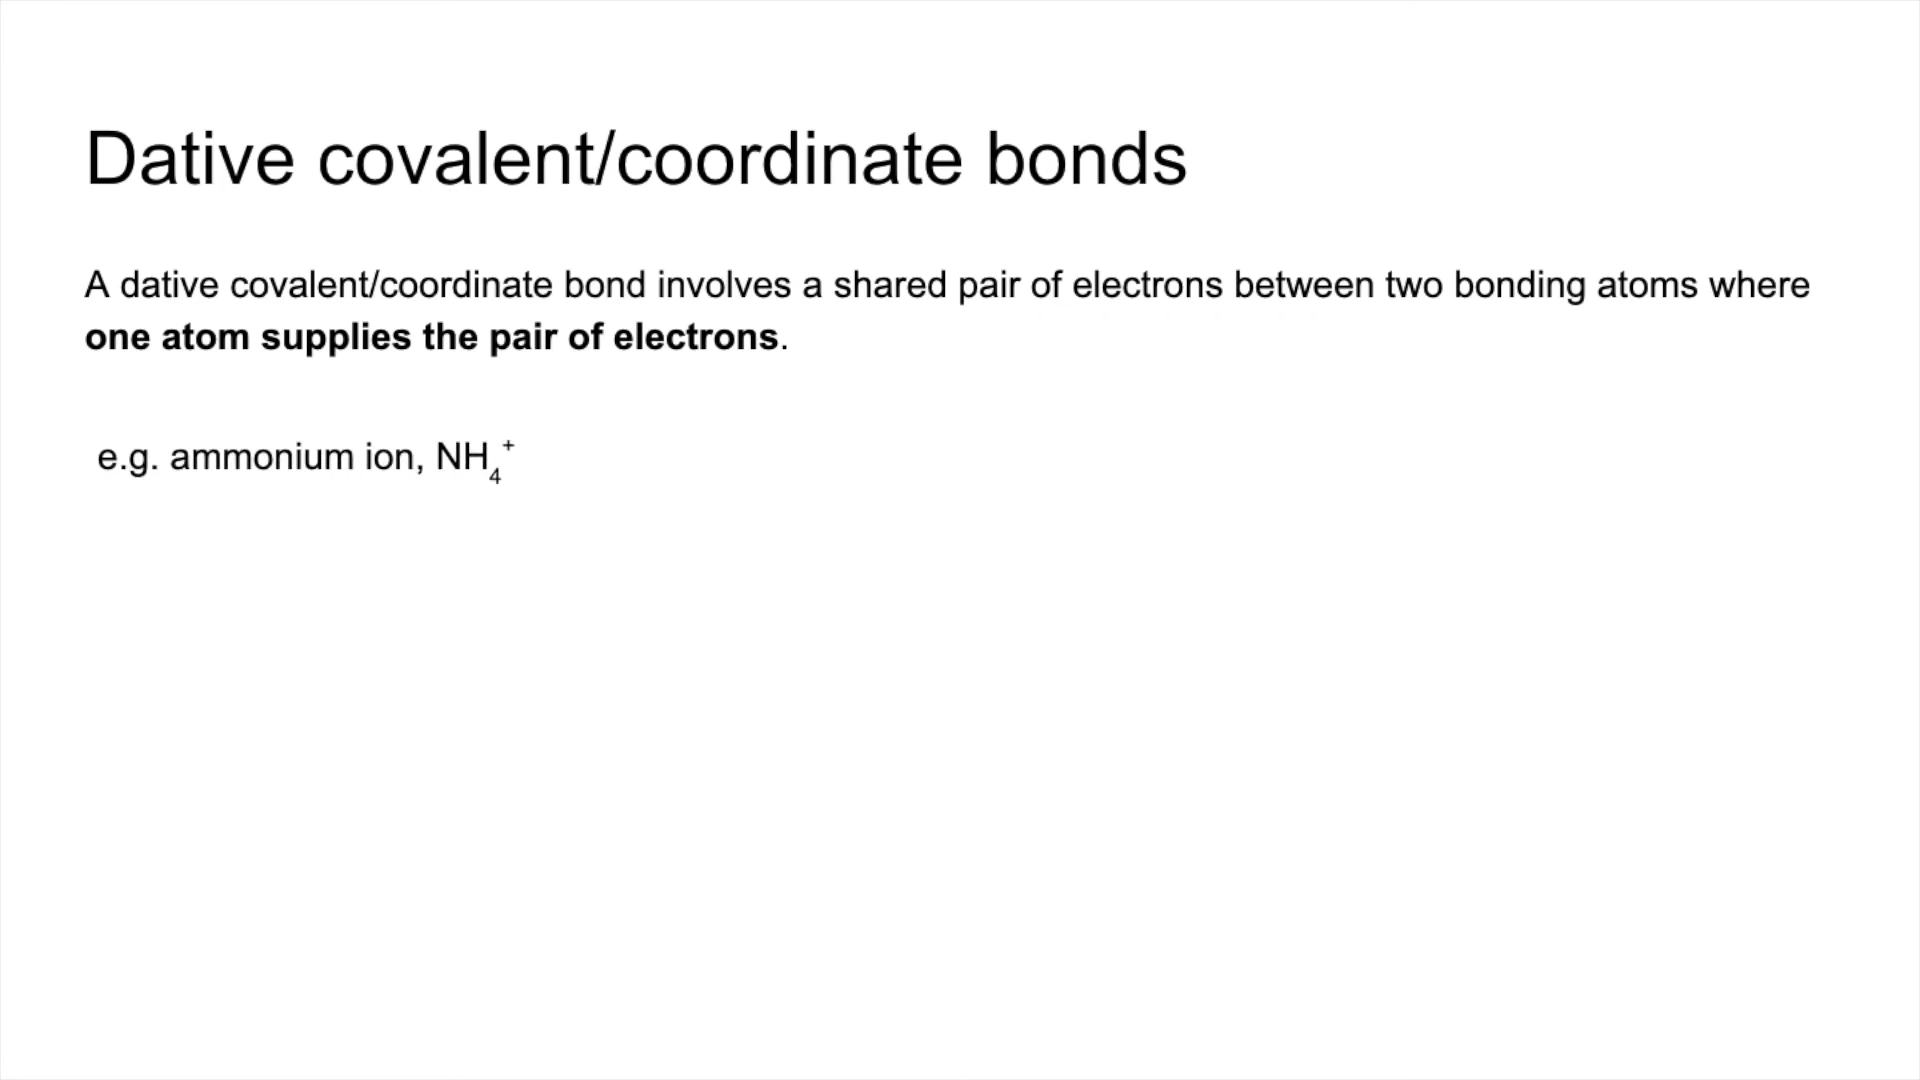 Dative covalent/coordinate bonds
A dative covalent/coordinate bond involves a shared pair of electrons between two bonding atoms where
one atom supplies the pair of electrons.
e.g. ammonium ion, NH₄⁺